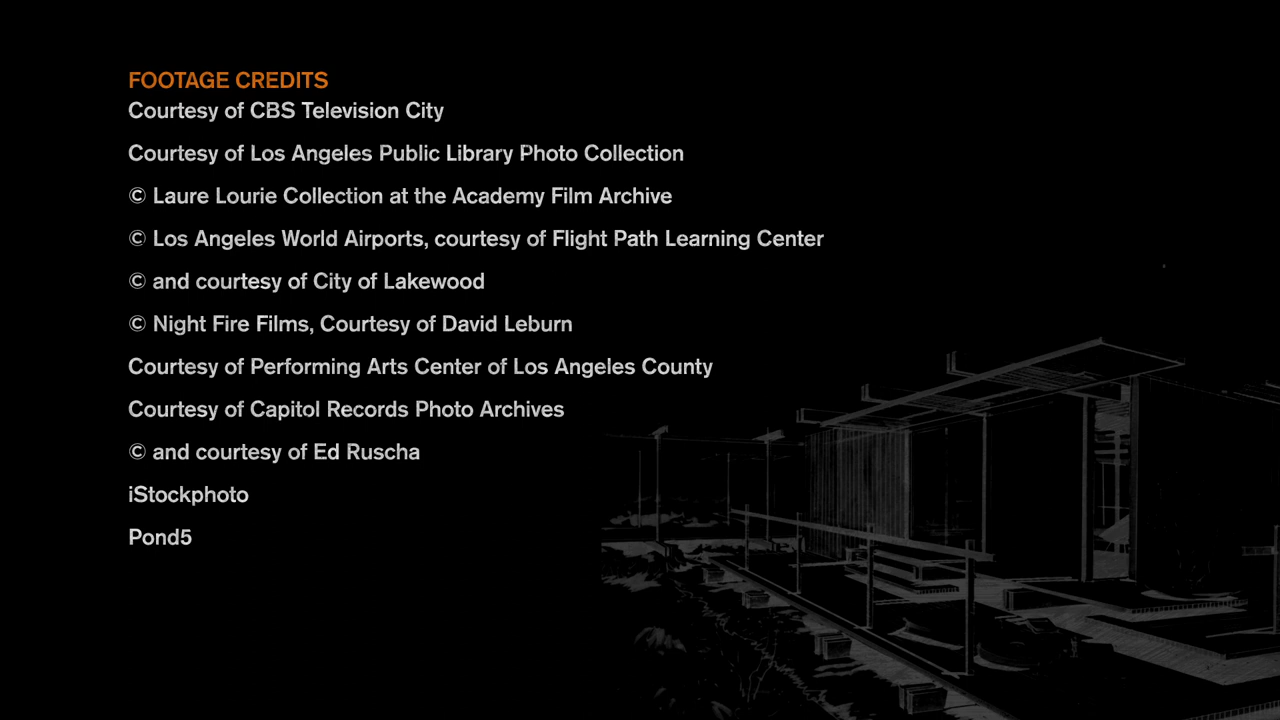 FOOTAGE CREDITS
Courtesy of CBS Television City
Courtesy of Los Angeles Public Library Photo Collection
© Laure Lourie Collection at the Academy Film Archive
© Los Angeles World Airports, courtesy of Flight Path Learning Center
© and courtesy of City of Lakewood
© Night Fire Films, Courtesy of David Leburn
Courtesy of Performing Arts Center of Los Angeles County
Courtesy of Capitol Records Photo Archives
© and courtesy of Ed Ruscha
iStockphoto
Pond5